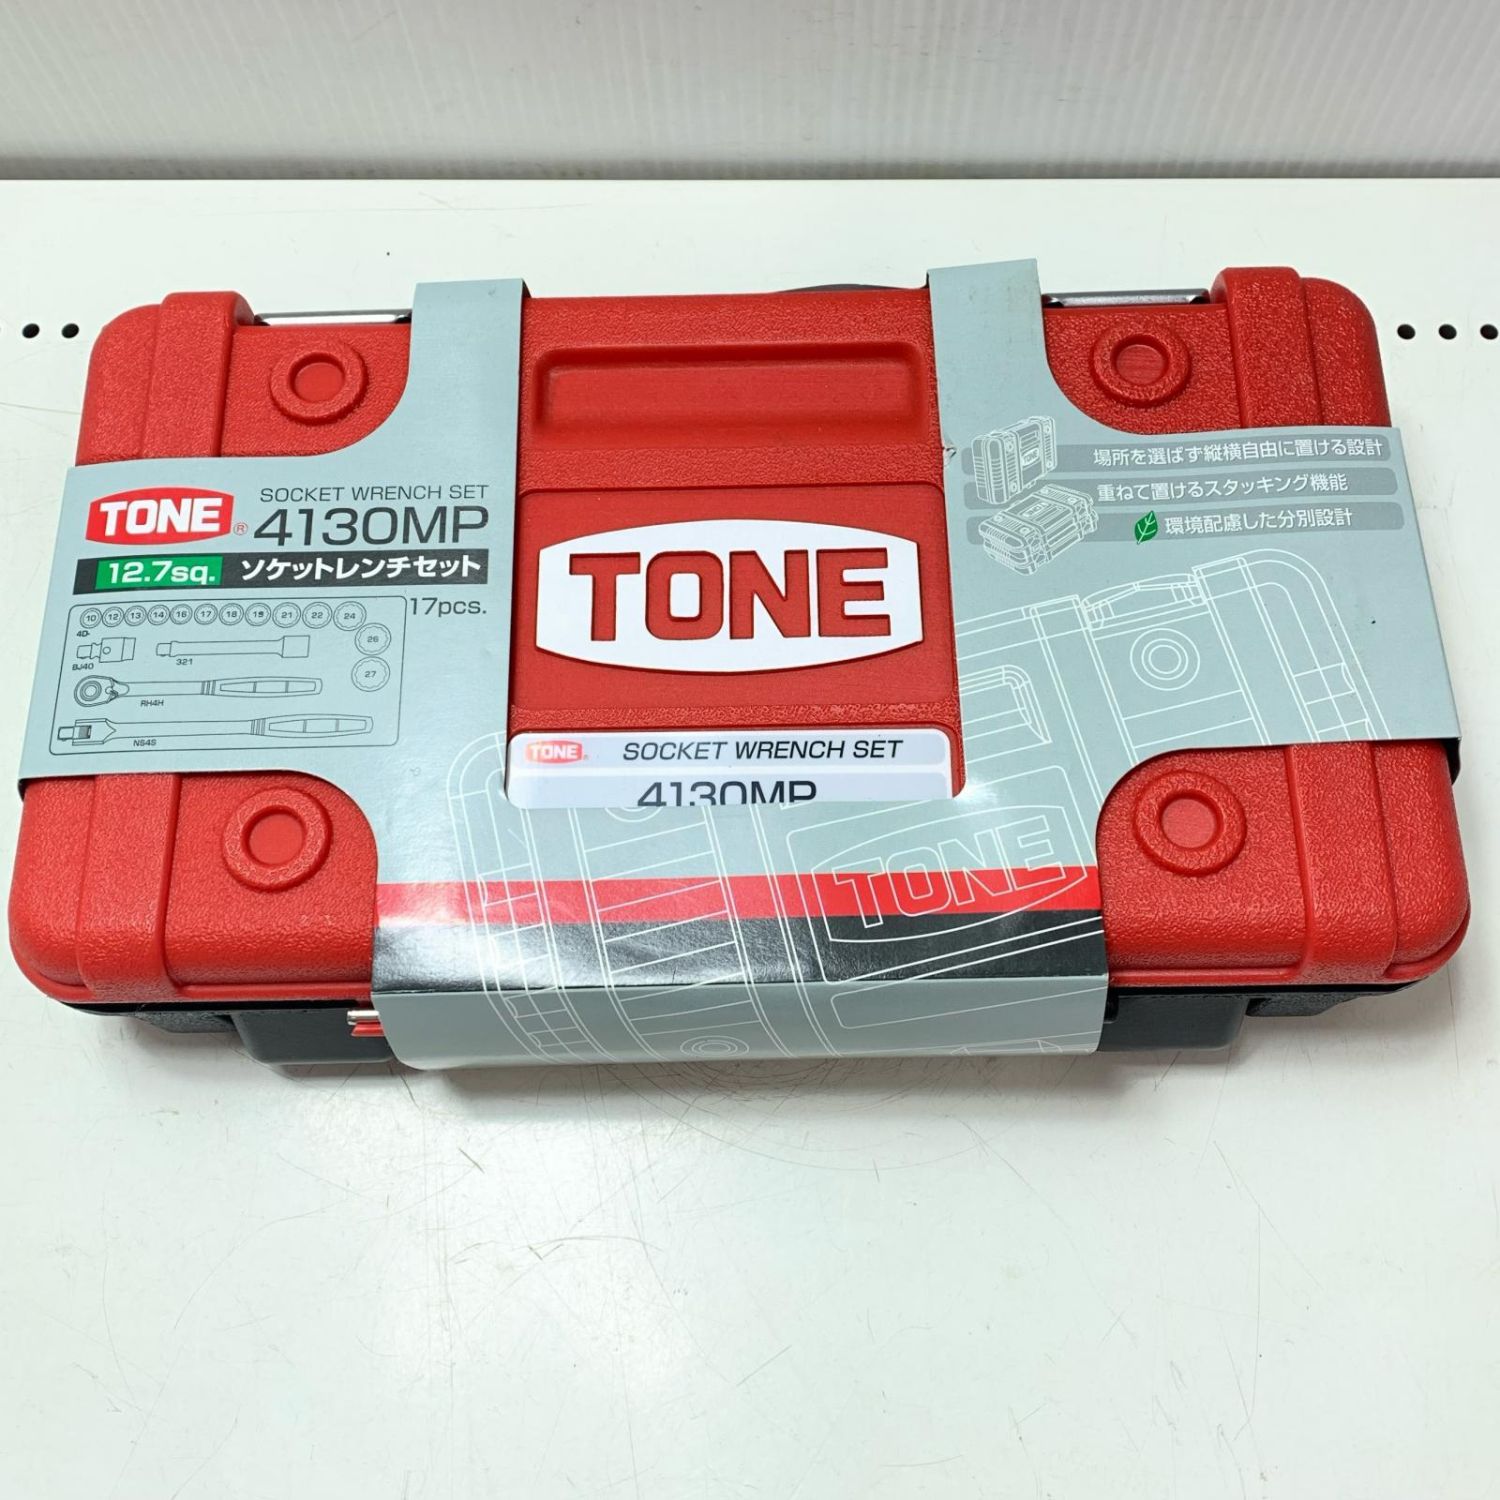 TONE®
SOCKET WRENCH SET
4130MP
12.7sq. ソケットレンチセット
17pcs.
10 12 13 14 16 17 18 19 21 22 24
4D-
26
27
BJ40
321
RH4H
NS4S
TONE
TONE SOCKET WRENCH SET
4130MP
場所を選ばず縦横自由に置ける設計
重ねて置けるスタッキング機能
環境配慮した分別設計
TONE